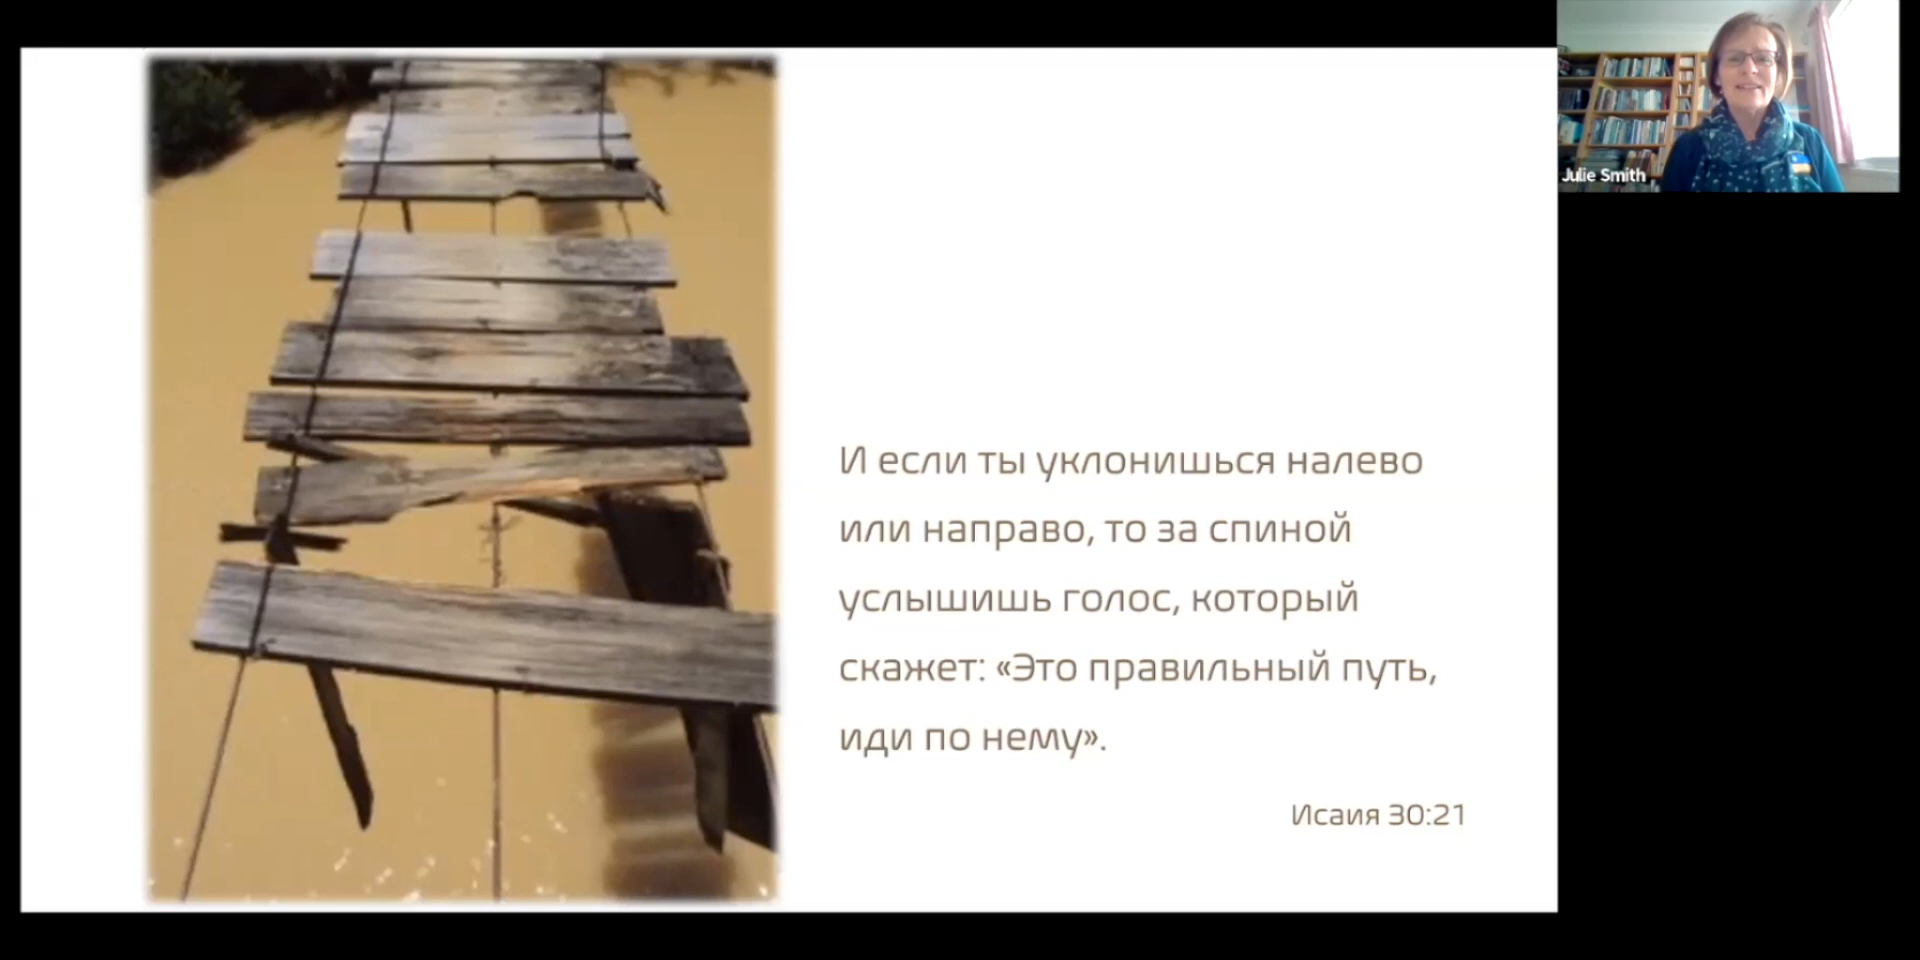 И если ты уклонишься налево
или направо, то за спиной
услышишь голос, который
скажет: «Это правильный путь,
иди по нему».
Исаия 30:21
Julie Smith